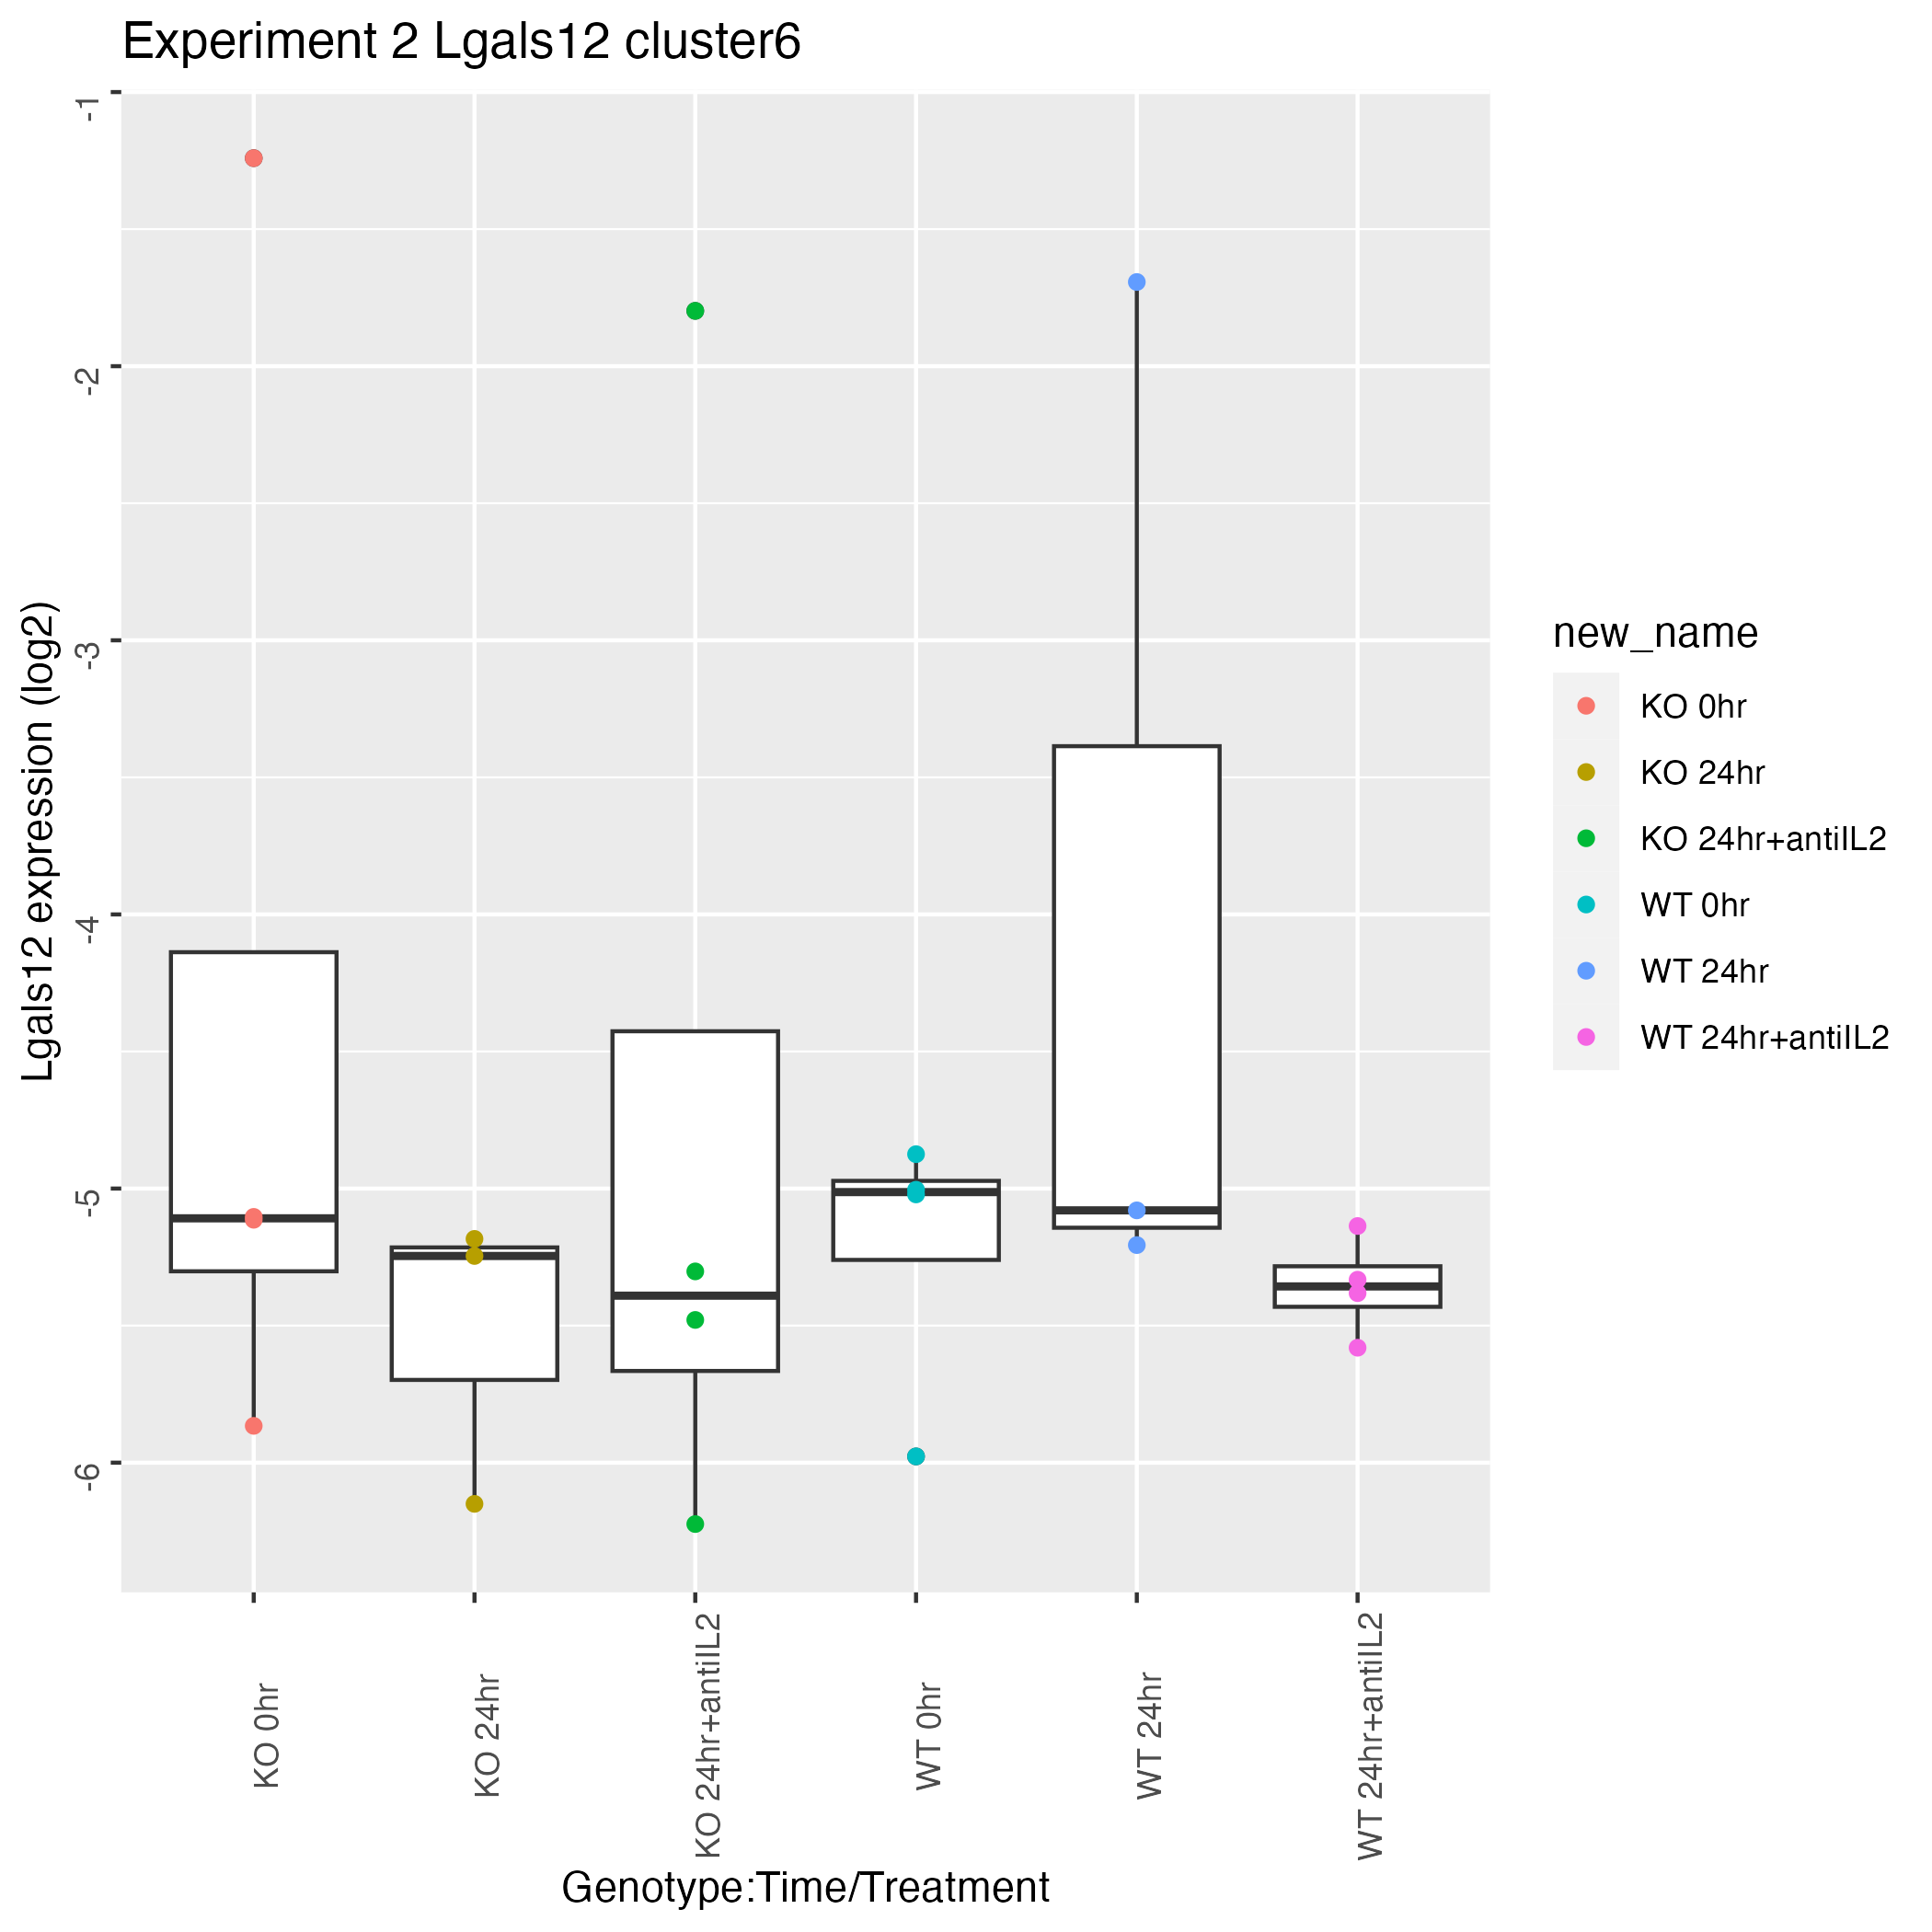 Experiment 2 Lgals12 cluster6
Lgals12 expression (log2)
-1
-2
-3
-4
-5
-6
KO 0hr
KO 24hr
KO 24hr+antiIL2
WT 0hr
WT 24hr
WT 24hr+antiIL2
Genotype:Time/Treatment
new_name
KO 0hr
KO 24hr
KO 24hr+antiIL2
WT 0hr
WT 24hr
WT 24hr+antiIL2